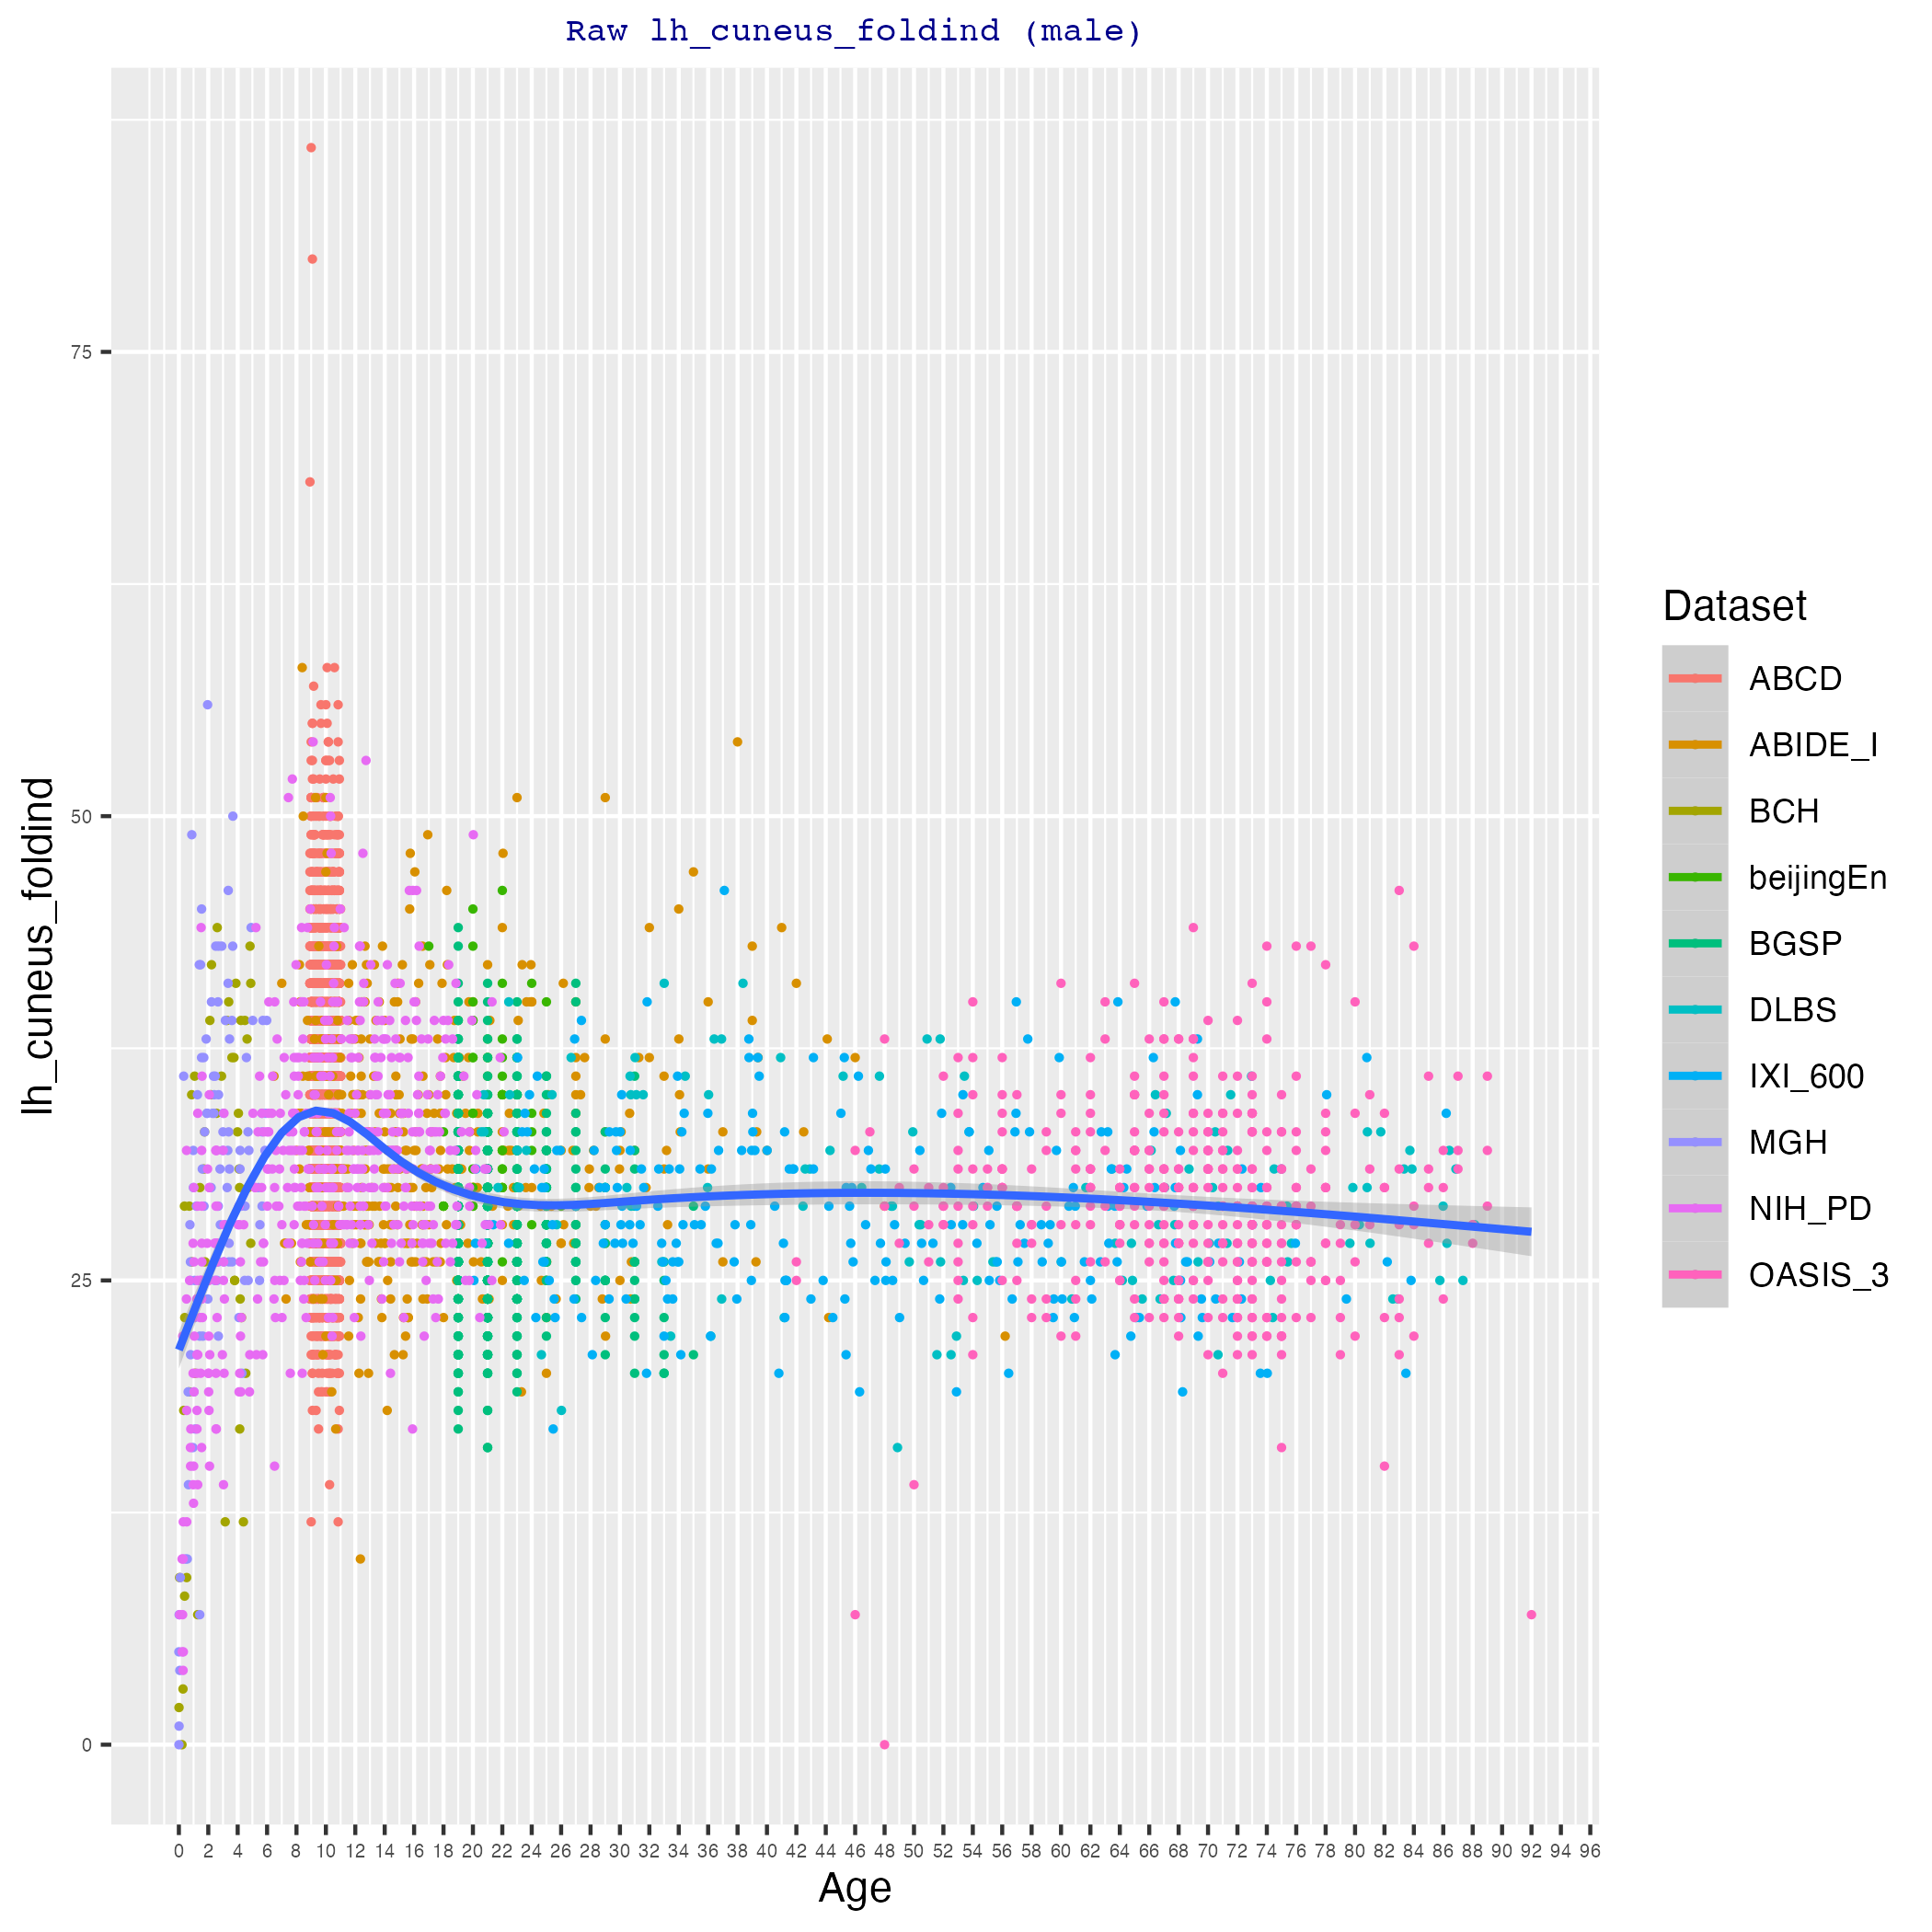 Raw lh_cuneus_foldind (male)
lh_cuneus_foldind
75
50
25
0
0 2 4 6 8 10 12 14 16 18 20 22 24 26 28 30 32 34 36 38 40 42 44 46 48 50 52 54 56 58 60 62 64 66 68 70 72 74 76 78 80 82 84 86 88 90 92 94 96
Age
Dataset
ABCD
ABIDE_I
BCH
beijingEn
BGSP
DLBS
IXI_600
MGH
NIH_PD
OASIS_3